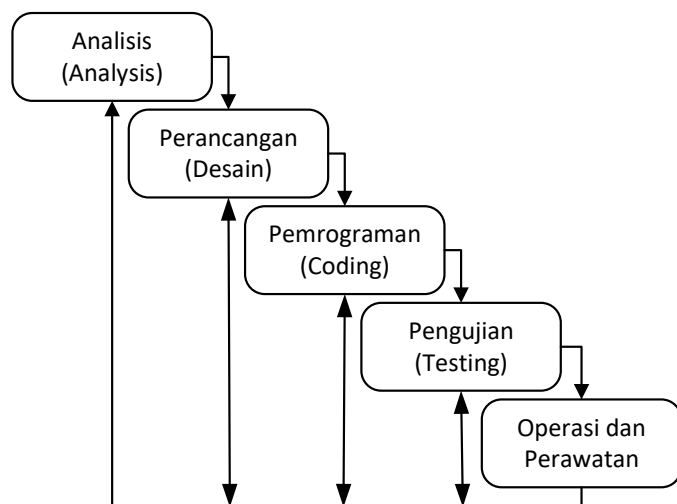 Analisis
(Analysis)
Perancangan
(Desain)
Pemrograman
(Coding)
Pengujian
(Testing)
Operasi dan
Perawatan